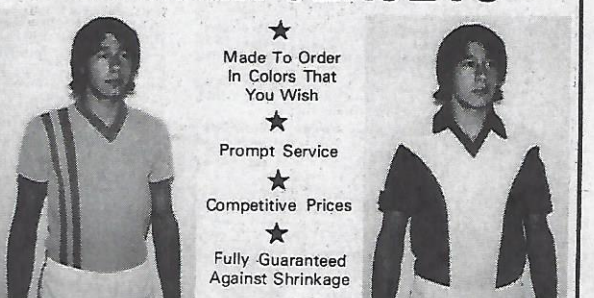 Made To Order
In Colors That
You Wish
Prompt Service
Competitive Prices
Fully Guaranteed
Against Shrinkage